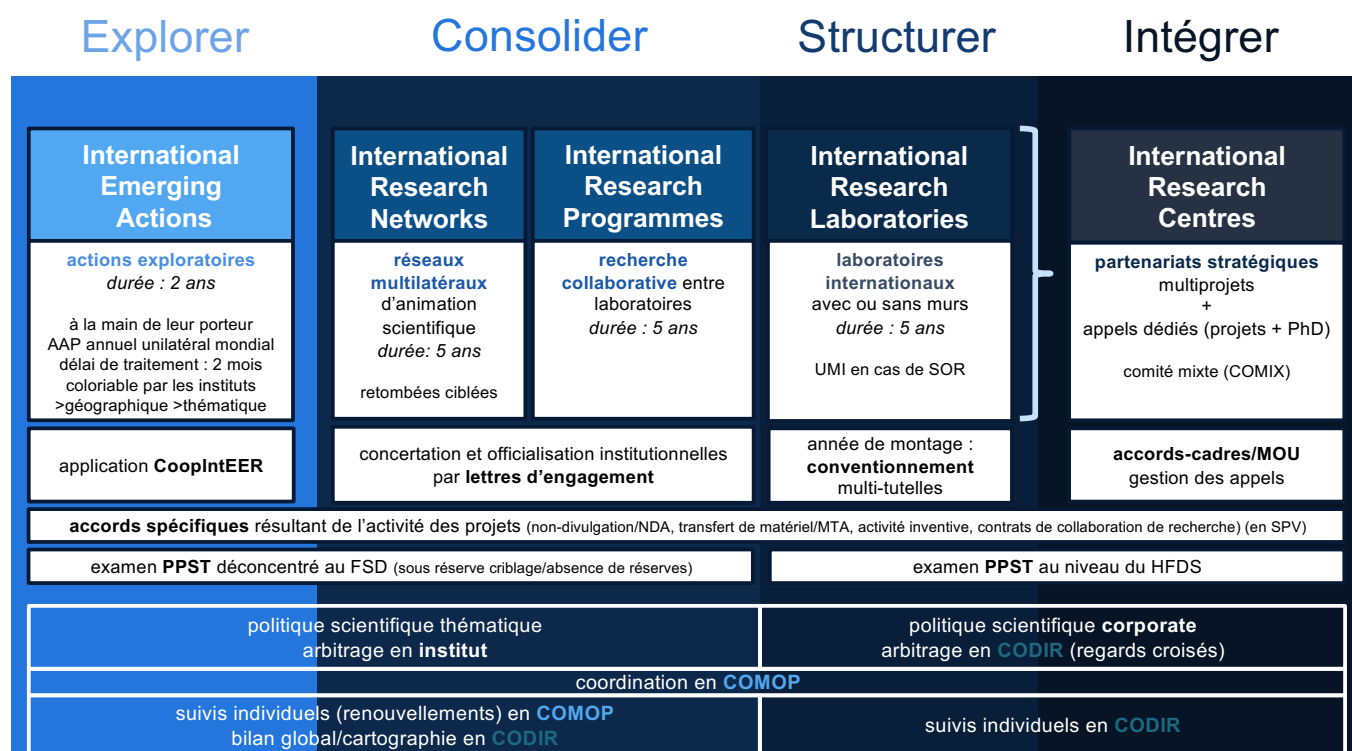 Explorer
Consolider
Structurer
Intégrer
International
Emerging
Actions
actions exploratoires
durée : 2 ans
à la main de leur porteur
AAP annuel unilatéral mondial
délai de traitement : 2 mois
coloriable par les instituts
>géographique >thématique
application CoopIntEER
International
Research
Networks
réseaux
multilatéraux
d’animation
scientifique
durée: 5 ans
retombées ciblées
International
Research
Programmes
recherche
collaborative entre
laboratoires
durée : 5 ans
concertation et officialisation institutionnelles
par lettres d’engagement
International
Research
Laboratories
laboratoires
internationaux
avec ou sans murs
durée : 5 ans
UMI en cas de SOR
année de montage :
conventionnement
multi-tutelles
International
Research
Centres
partenariats stratégiques
multiprojets
+
appels dédiés (projets + PhD)
comité mixte (COMIX)
accords-cadres/MOU
gestion des appels
accords spécifiques résultant de l’activité des projets (non-divulgation/NDA, transfert de matériel/MTA, activité inventive, contrats de collaboration de recherche) (en SPV)
examen PPST déconcentré au FSD (sous réserve criblage/absence de réserves)
examen PPST au niveau du HFDS
politique scientifique thématique
arbitrage en institut
politique scientifique corporate
arbitrage en CODIR (regards croisés)
coordination en COMOP
suivis individuels (renouvellements) en COMOP
bilan global/cartographie en CODIR
suivis individuels en CODIR